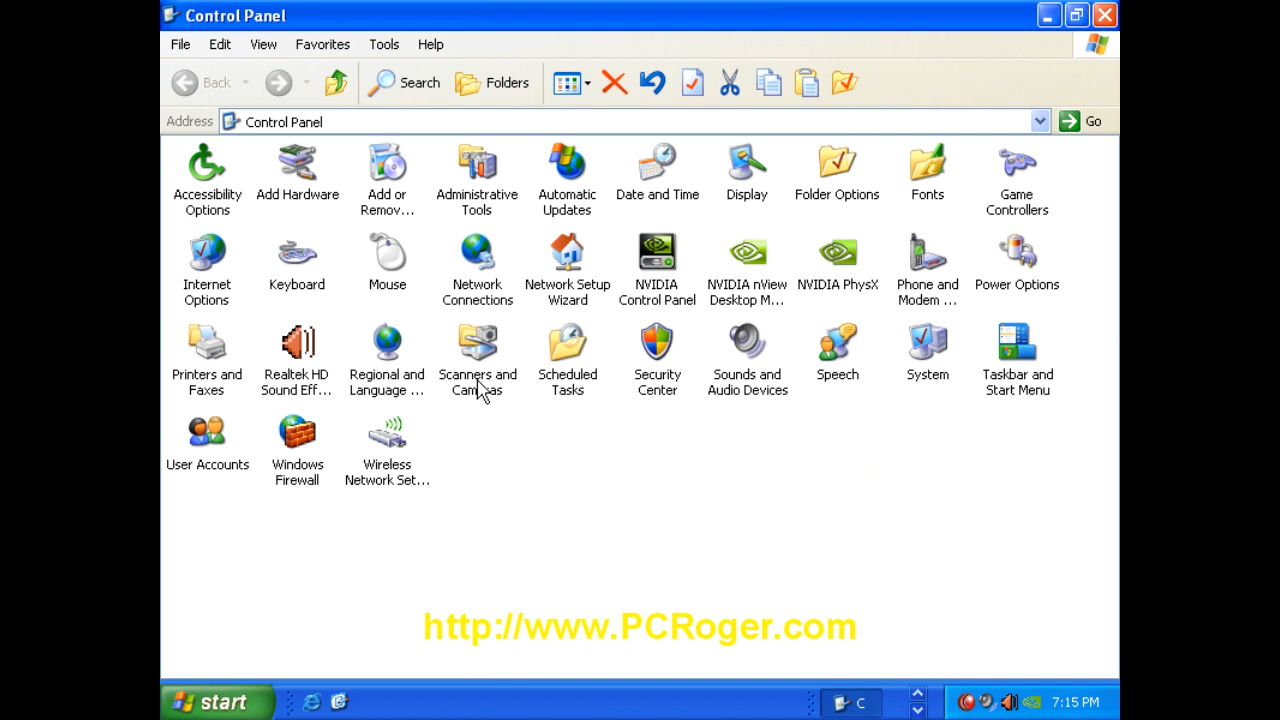 Control Panel
File Edit View Favorites Tools Help
Back Search Folders
Address Control Panel Go
Accessibility Options
Add Hardware
Add or Remov...
Administrative Tools
Automatic Updates
Date and Time
Display
Folder Options
Fonts
Game Controllers
Internet Options
Keyboard
Mouse
Network Connections
Network Setup Wizard
NVIDIA Control Panel
NVIDIA nView Desktop M...
NVIDIA PhysX
Phone and Modem ...
Power Options
Printers and Faxes
Realtek HD Sound Eff...
Regional and Language ...
Scanners and Cameras
Scheduled Tasks
Security Center
Sounds and Audio Devices
Speech
System
Taskbar and Start Menu
User Accounts
Windows Firewall
Wireless Network Set...
http://www.PCRoger.com
start C 7:15 PM